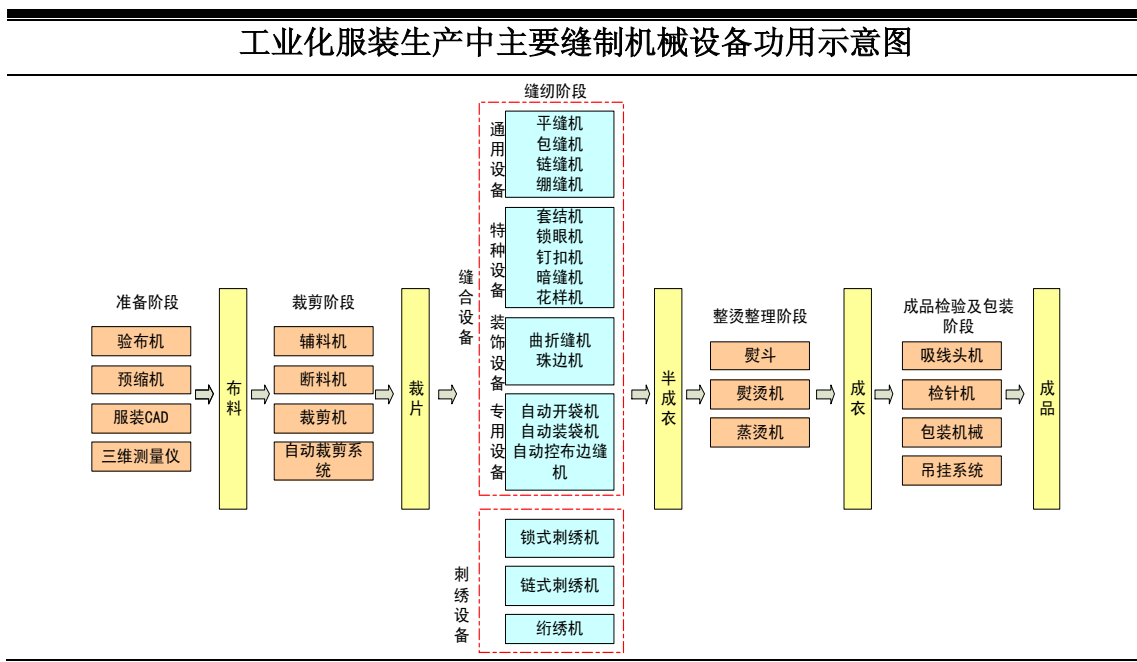 工业化服装生产中主要缝制机械设备功用示意图
准备阶段
验布机
预缩机
服装CAD
三维测量仪
布料
裁剪阶段
辅料机
断料机
裁剪机
自动裁剪系
统
裁片
缝纫阶段
缝合设备
通用设备
平缝机
包缝机
链缝机
绷缝机
特种设备
套结机
锁眼机
钉扣机
暗缝机
花样机
装饰设备
曲折缝机
珠边机
专用设备
自动开袋机
自动装袋机
自动控布边缝
机
刺绣设备
锁式刺绣机
链式刺绣机
绗绣机
半成衣
整烫整理阶段
熨斗
熨烫机
蒸烫机
成衣
成品检验及包装
阶段
吸线头机
检针机
包装机械
吊挂系统
成品